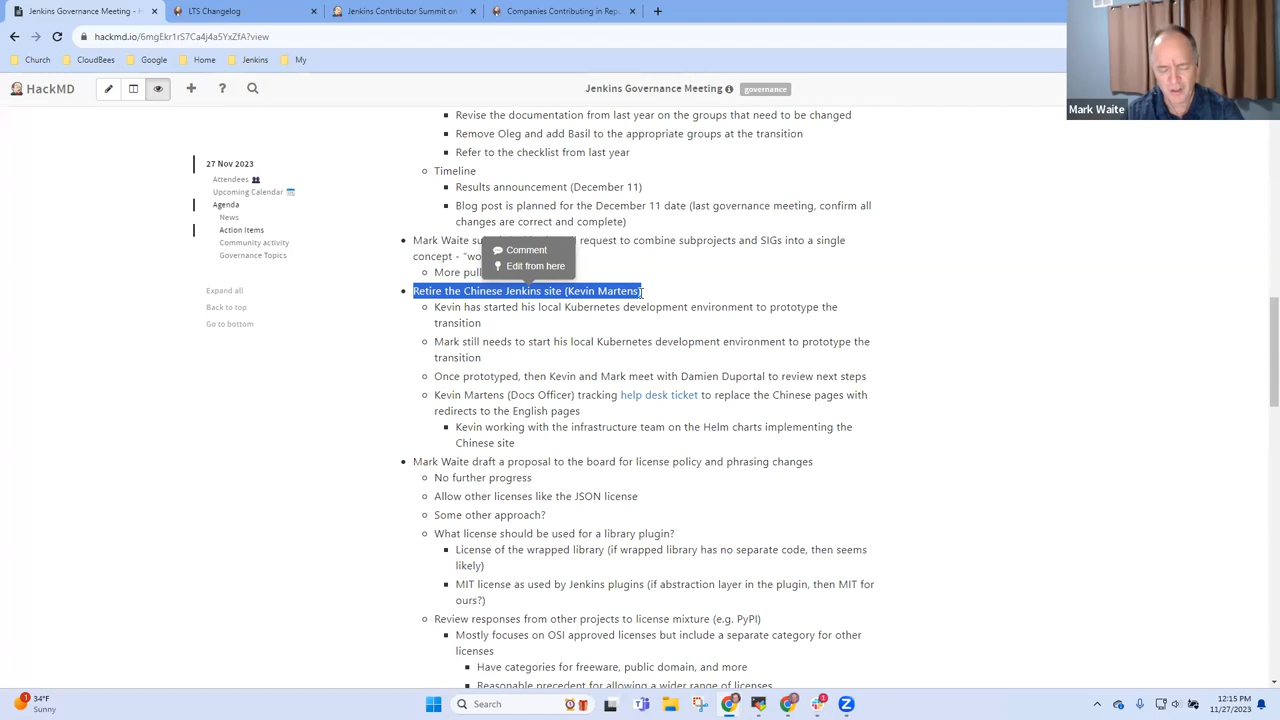 Jenkins Governance Meeting -
LTS Changelog
Jenkins Contributor Summit on
Companies Contributing in Rep
hackmd.io/6mgEkr1rS7Ca4j4a5YxZfA?view
Church
CloudBees
Google
Home
Jenkins
My
HackMD
Jenkins Governance Meeting
governance
Mark Waite
27 Nov 2023
Attendees
Upcoming Calendar
Agenda
News
Action Items
Community activity
Governance Topics
Expand all
Back to top
Go to bottom
Revise the documentation from last year on the groups that need to be changed
Remove Oleg and add Basil to the appropriate groups at the transition
Refer to the checklist from last year
Timeline
Results announcement (December 11)
Blog post is planned for the December 11 date (last governance meeting, confirm all
changes are correct and complete)
Mark Waite request to combine subprojects and SIGs into a single
concept -
More pull
Comment
Edit from here
Retire the Chinese Jenkins site (Kevin Martens)
Kevin has started his local Kubernetes development environment to prototype the
transition
Mark still needs to start his local Kubernetes development environment to prototype the
transition
Once prototyped, then Kevin and Mark meet with Damien Duportal to review next steps
Kevin Martens (Docs Officer) tracking help desk ticket to replace the Chinese pages with
redirects to the English pages
Kevin working with the infrastructure team on the Helm charts implementing the
Chinese site
Mark Waite draft a proposal to the board for license policy and phrasing changes
No further progress
Allow other licenses like the JSON license
Some other approach?
What license should be used for a library plugin?
License of the wrapped library (if wrapped library has no separate code, then seems
likely)
MIT license as used by Jenkins plugins (if abstraction layer in the plugin, then MIT for
ours?)
Review responses from other projects to license mixture (e.g. PyPI)
Mostly focuses on OSI approved licenses but include a separate category for other
licenses
Have categories for freeware, public domain, and more
Reasonable precedent for allowing a wider range of licenses
34°F
Sunny
Search
12:15 PM
11/27/2023